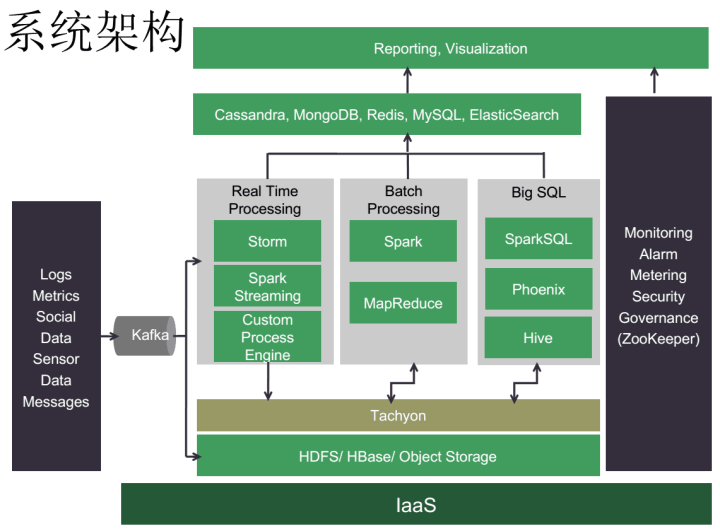 系统架构
Reporting, Visualization
Cassandra, MongoDB, Redis, MySQL, ElasticSearch
Real Time
Processing
Storm
Spark
Streaming
Custom
Process
Engine
Batch
Processing
Spark
MapReduce
Big SQL
SparkSQL
Phoenix
Hive
Logs
Metrics
Social
Data
Sensor
Data
Messages
Kafka
Monitoring
Alarm
Metering
Security
Governance
(ZooKeeper)
Tachyon
HDFS/ HBase/ Object Storage
IaaS